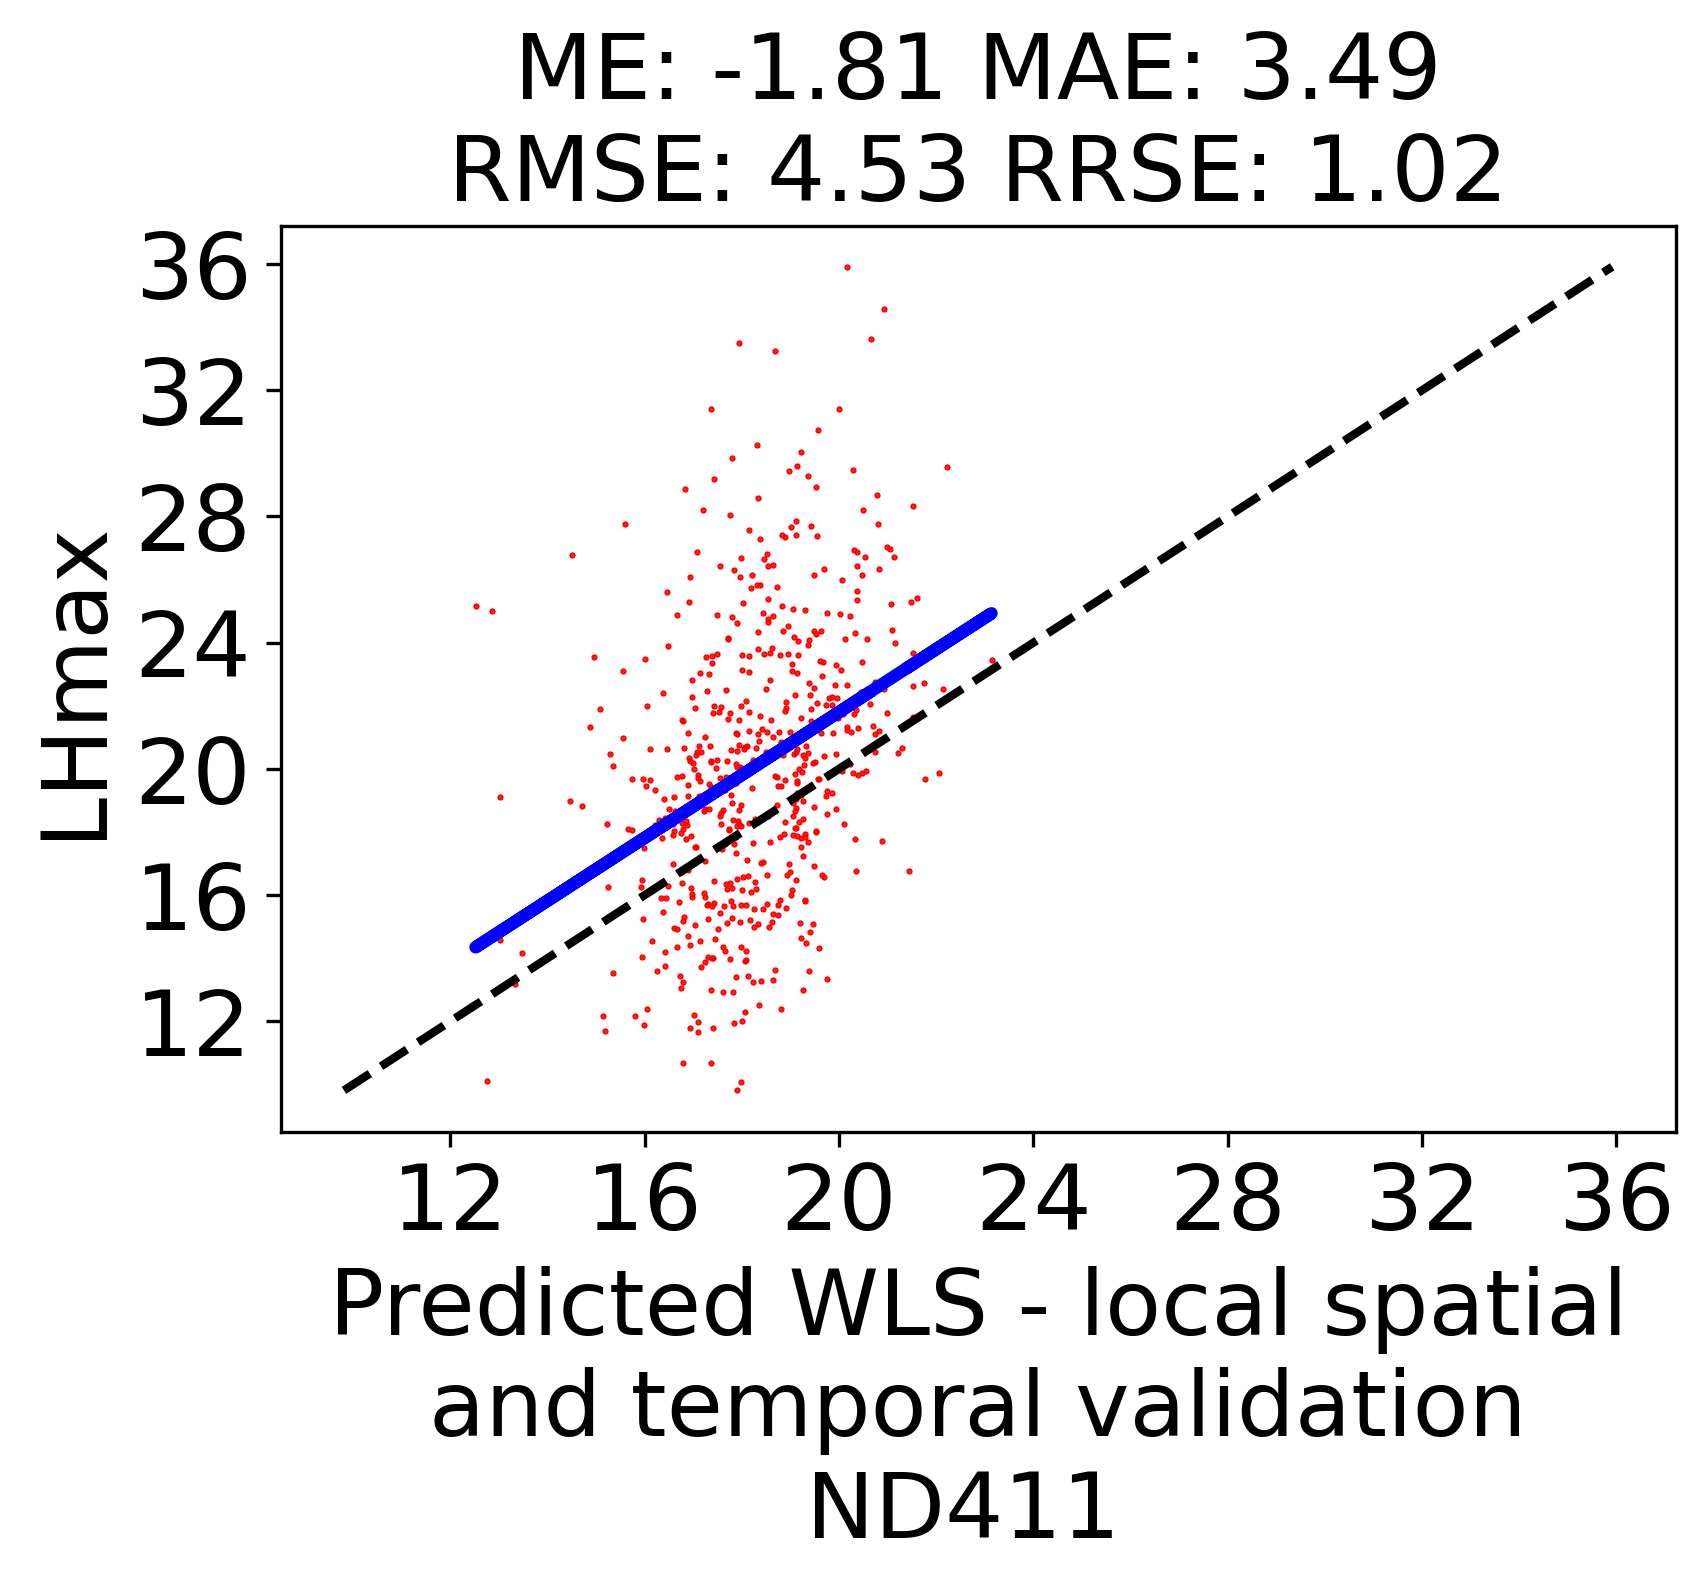 ME: -1.81 MAE: 3.49
RMSE: 4.53 RRSE: 1.02
36
32
28
24
20
16
12
LHmax
12 16 20 24 28 32 36
Predicted WLS - local spatial
and temporal validation
ND411